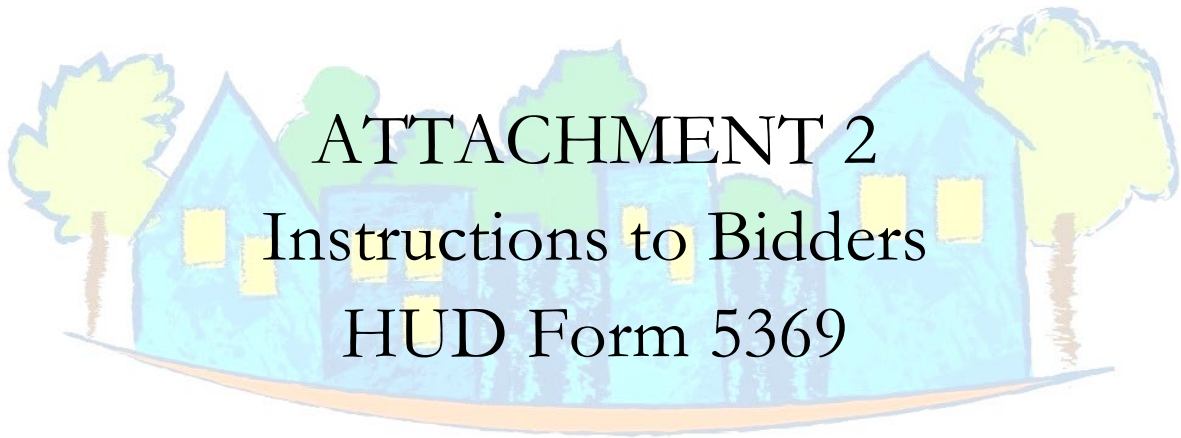 ATTACHMENT 2
Instructions to Bidders
HUD Form 5369